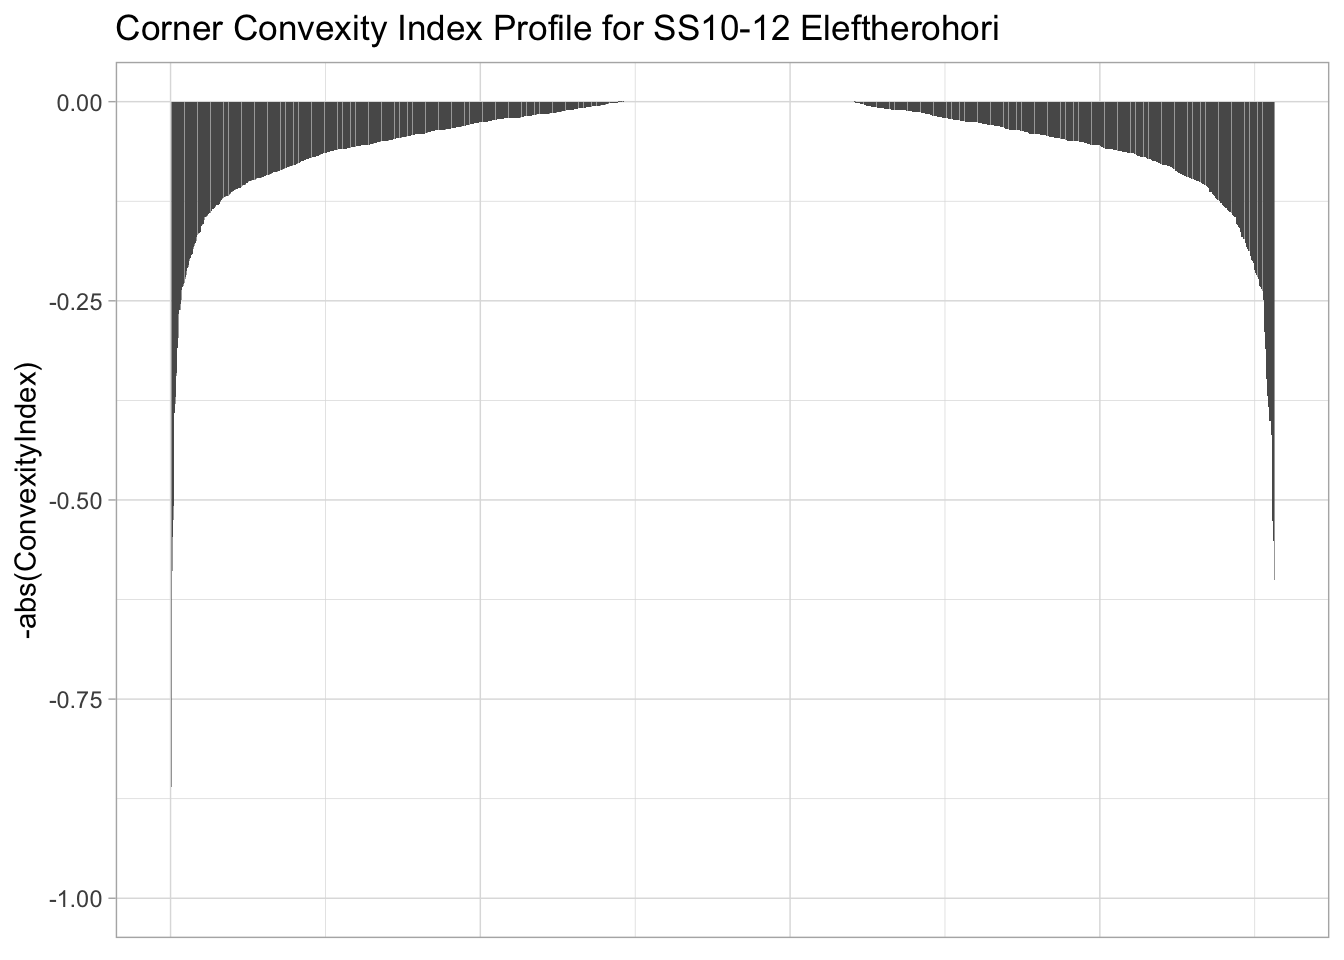 Corner Convexity Index Profile for SS10-12 Eleftherohori
0.00
-0.25
-0.50
-0.75
-1.00
-abs(ConvexityIndex)